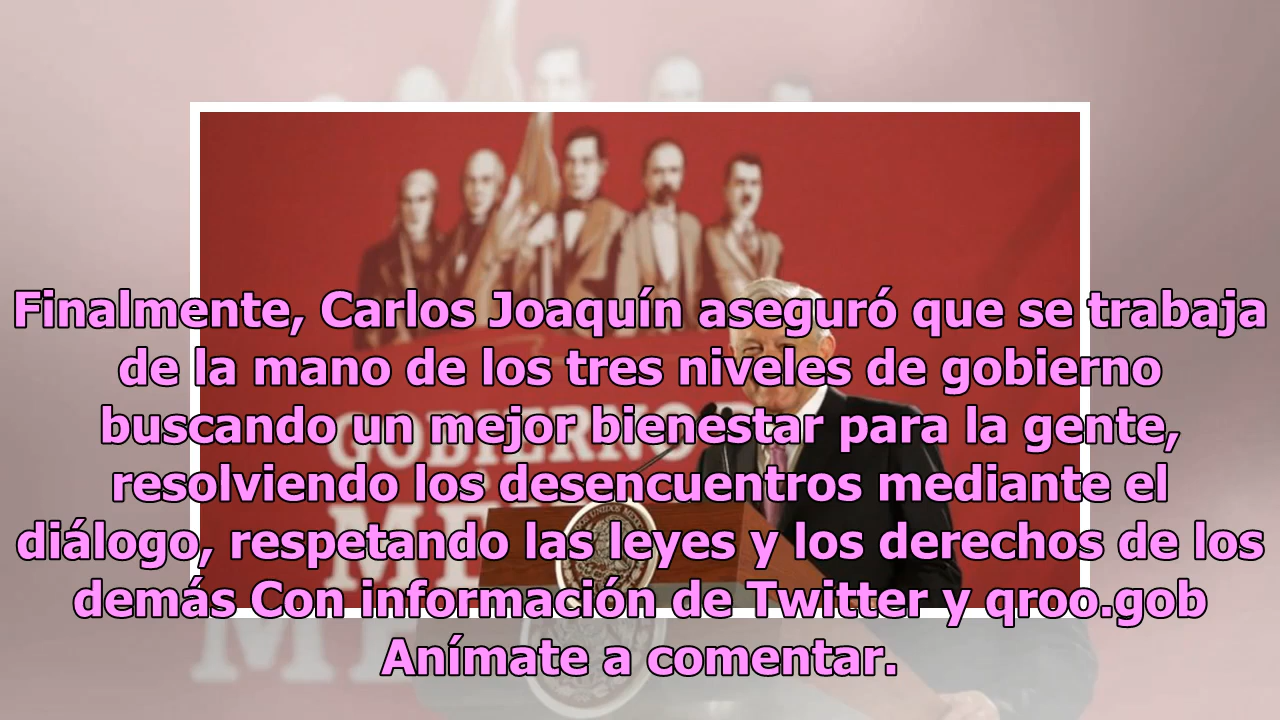 Finalmente, Carlos Joaquín aseguró que se trabaja
de la mano de los tres niveles de gobierno
buscando un mejor bienestar para la gente,
resolviendo los desencuentros mediante el
diálogo, respetando las leyes y los derechos de los
demás Con información de Twitter y qroo.gob
Anímate a comentar.
GOBIERNO